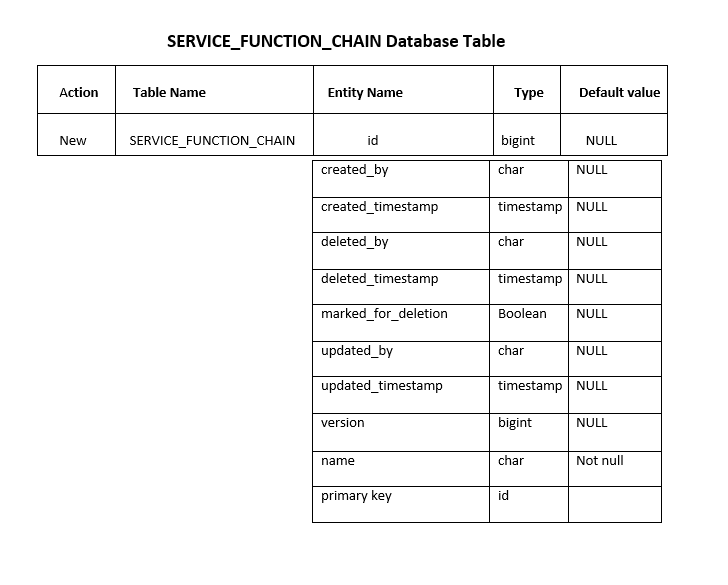 SERVICE_FUNCTION_CHAIN Database Table
Action Table Name Entity Name Type Default value
New SERVICE_FUNCTION_CHAIN id bigint NULL
created_by char NULL
created_timestamp timestamp NULL
deleted_by char NULL
deleted_timestamp timestamp NULL
marked_for_deletion Boolean NULL
updated_by char NULL
updated_timestamp timestamp NULL
version bigint NULL
name char Not null
primary key id